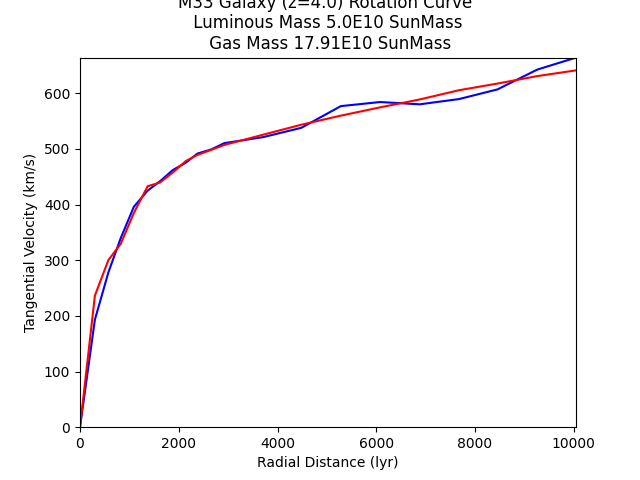 M33 Galaxy (z=4.0) Rotation Curve
Luminous Mass 5.0E10 SunMass
Gas Mass 17.91E10 SunMass
600
500
400
300
200
100
0
Tangential Velocity (km/s)
0 2000 4000 6000 8000 10000
Radial Distance (lyr)